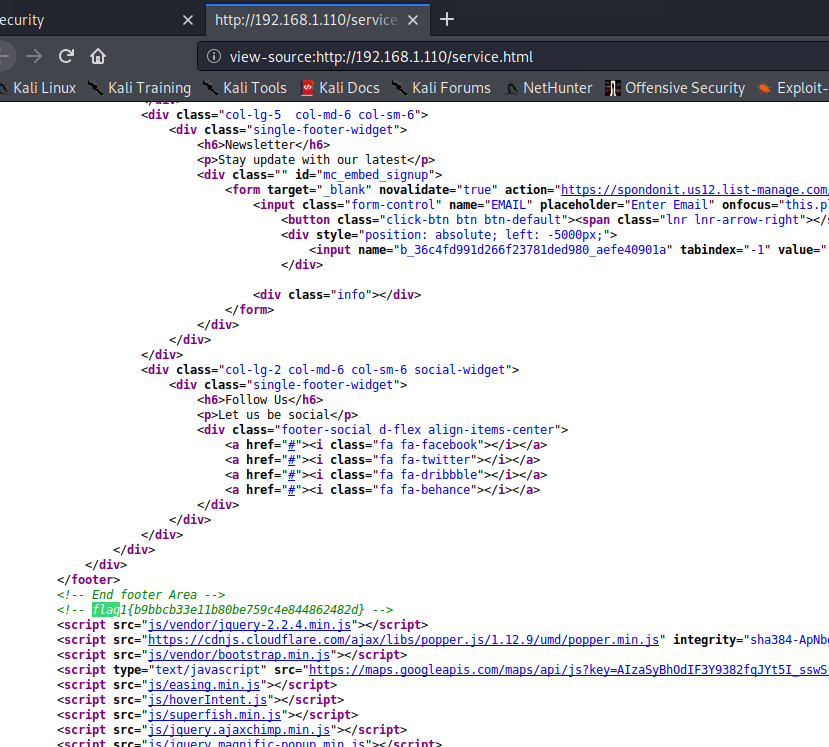 ecurity
http://192.168.1.110/service
view-source:http://192.168.1.110/service.html
Kali Linux Kali Training Kali Tools Kali Docs Kali Forums NetHunter Offensive Security Exploit-
</div>
<div class="col-lg-5  col-md-6 col-sm-6">
<div class="single-footer-widget">
<h6>Newsletter</h6>
<p>Stay update with our latest</p>
<div class="" id="mc_embed_signup">
<form target="_blank" novalidate="true" action="https://spondonit.us12.list-manage.com/
<input class="form-control" name="EMAIL" placeholder="Enter Email" onfocus="this.pl
<button class="click-btn btn btn-default"><span class="lnr lnr-arrow-right"></s
<div style="position: absolute; left: -5000px;">
<input name="b_36c4fd991d266f23781ded980_aefe40901a" tabindex="-1" value="
</div>
<div class="info"></div>
</form>
</div>
</div>
</div>
<div class="col-lg-2 col-md-6 col-sm-6 social-widget">
<div class="single-footer-widget">
<h6>Follow Us</h6>
<p>Let us be social</p>
<div class="footer-social d-flex align-items-center">
<a href="#"><i class="fa fa-facebook"></i></a>
<a href="#"><i class="fa fa-twitter"></i></a>
<a href="#"><i class="fa fa-dribbble"></i></a>
<a href="#"><i class="fa fa-behance"></i></a>
</div>
</div>
</div>
</div>
</div>
</footer>
<!-- End footer Area -->
<!-- flag1{b9bbcb33e11b80be759c4e844862482d} -->
<script src="js/vendor/jquery-2.2.4.min.js"></script>
<script src="https://cdnjs.cloudflare.com/ajax/libs/popper.js/1.12.9/umd/popper.min.js" integrity="sha384-ApNb
<script src="js/vendor/bootstrap.min.js"></script>
<script type="text/javascript" src="https://maps.googleapis.com/maps/api/js?key=AIzaSyBhOdIF3Y9382fqJYt5I_sswS
<script src="js/easing.min.js"></script>
<script src="js/hoverIntent.js"></script>
<script src="js/superfish.min.js"></script>
<script src="js/jquery.ajaxchimp.min.js"></script>
<script src="js/jquery.magnific-popup.min.js"></script>